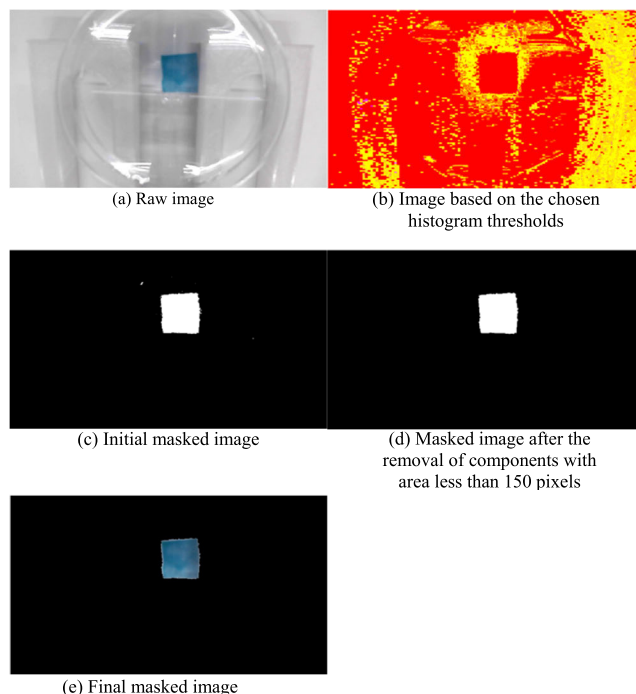 (a) Raw image
(b) Image based on the chosen
histogram thresholds
(c) Initial masked image
(d) Masked image after the
removal of components with
area less than 150 pixels
(e) Final masked image